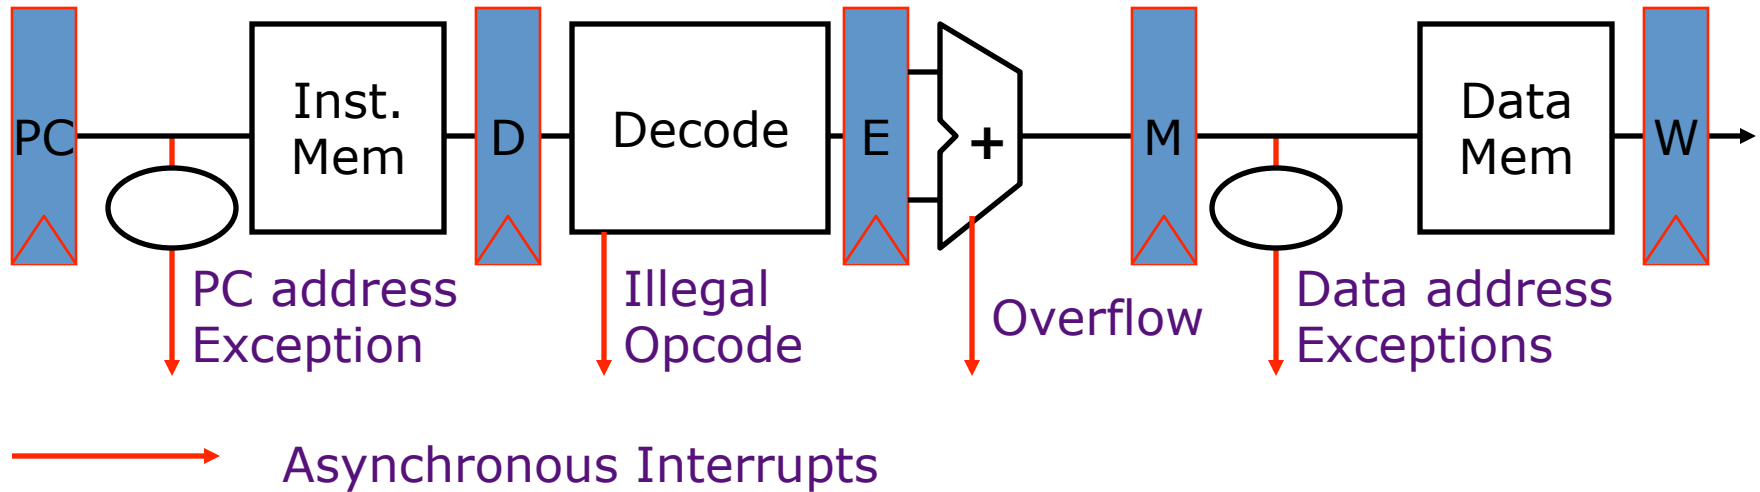 PC
Inst.
Mem
D
Decode
E
+
M
Data
Mem
W
PC address
Exception
Illegal
Opcode
Overflow
Data address
Exceptions
Asynchronous Interrupts